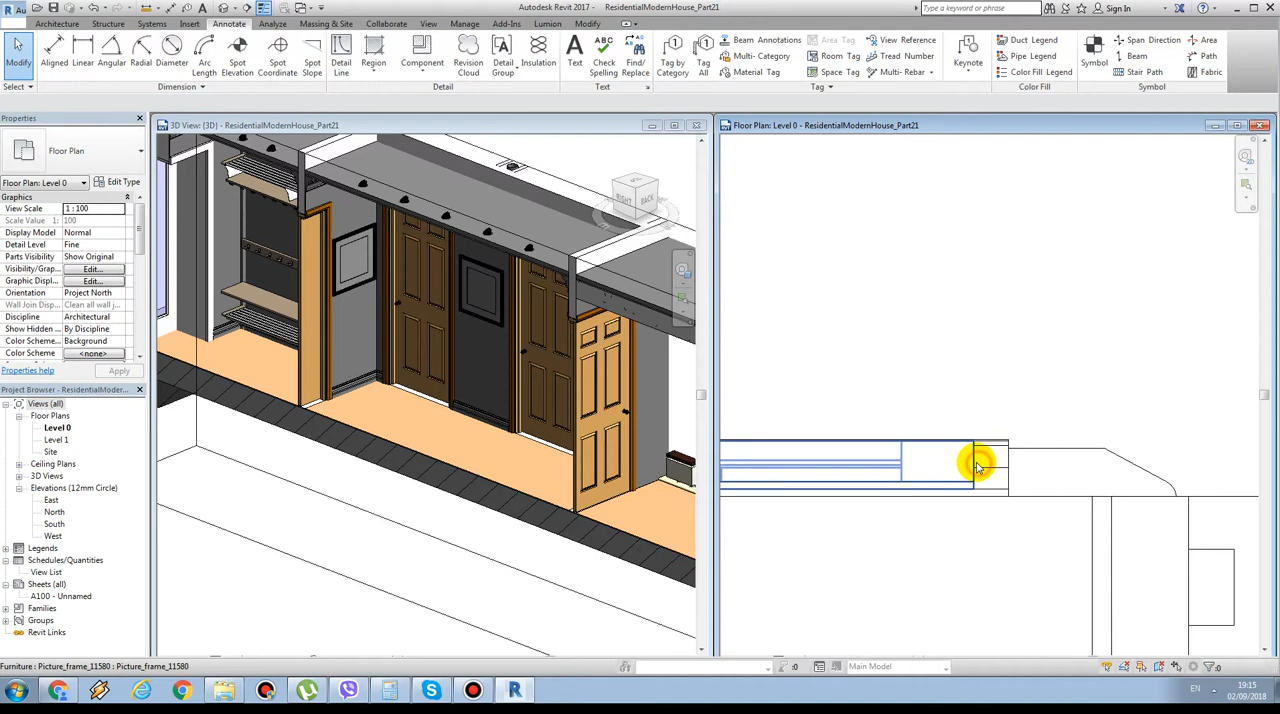 Autodesk Revit 2017 - ResidentialModernHouse_Part21
Type a keyword or phrase
Sign In
Architecture Structure Systems Insert Annotate Analyze Massing & Site Collaborate View Manage Add-Ins Lumion Modify
Modify
Aligned Linear Angular Radial Diameter Arc Length Spot Elevation Spot Coordinate Spot Slope
Detail Line Region Component Revision Cloud Detail Group Insulation
Text Check Spelling Find/ Replace
Tag by Category Tag All
Beam Annotations Area Tag View Reference
Multi-Category Room Tag Tread Number
Material Tag Space Tag Multi-Rebar
Keynote
Duct Legend
Pipe Legend
Color Fill Legend
Symbol
Span Direction Area
Beam Path
Stair Path Fabric
Select Dimension Detail Text Tag Color Fill Symbol
Properties
Floor Plan
Floor Plan: Level 0 Edit Type
Graphics
View Scale 1 : 100
Scale Value 1: 100
Display Model Normal
Detail Level Fine
Parts Visibility Show Original
Visibility/Grap... Edit...
Graphic Displ... Edit...
Orientation Project North
Wall Join Disp... Clean all wall j...
Discipline Architectural
Show Hidden ... By Discipline
Color Scheme... Background
Color Scheme <none>
Properties help Apply
Project Browser - ResidentialModer...
Views (all)
Floor Plans
Level 0
Level 1
Site
Ceiling Plans
3D Views
Elevations (12mm Circle)
East
North
South
West
Legends
Schedules/Quantities
View List
Sheets (all)
A100 - Unnamed
Families
Groups
Revit Links
3D View: {3D} - ResidentialModernHouse_Part21
RIGHT BACK
Floor Plan: Level 0 - ResidentialModernHouse_Part21
Furniture : Picture_frame_11580 : Picture_frame_11580
:0
Main Model
:0
EN
19:15
02/09/2018